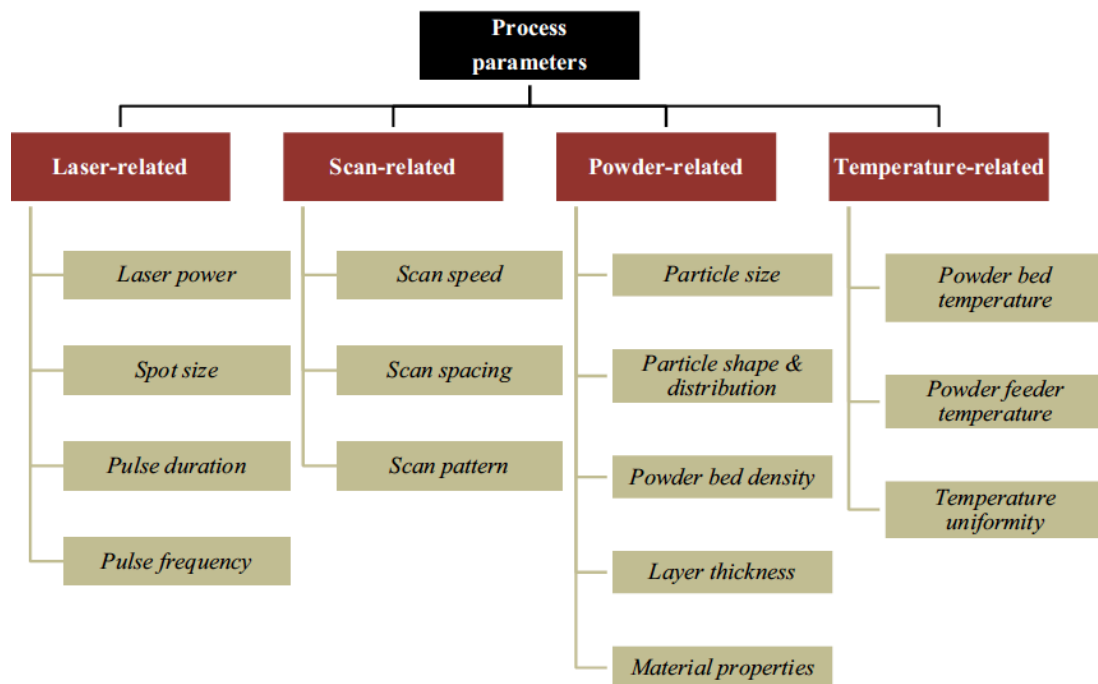 Process
parameters
Laser-related
Scan-related
Powder-related
Temperature-related
Laser power
Spot size
Pulse duration
Pulse frequency
Scan speed
Scan spacing
Scan pattern
Particle size
Particle shape &
distribution
Powder bed density
Layer thickness
Material properties
Powder bed
temperature
Powder feeder
temperature
Temperature
uniformity